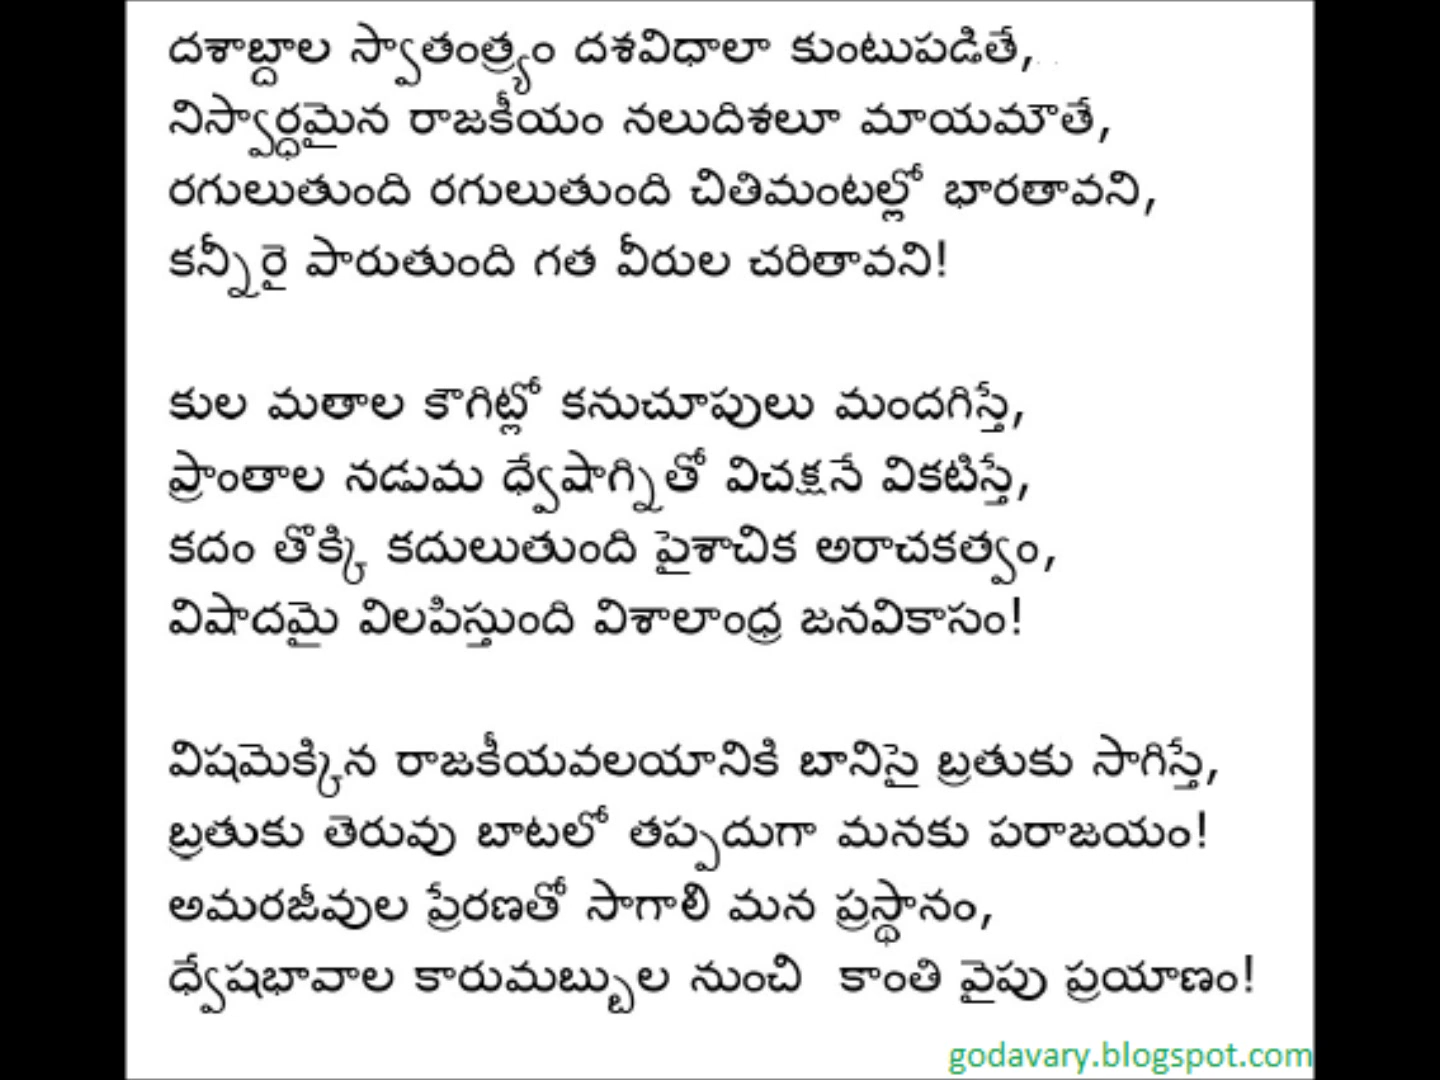 దశాబ్దాల స్వాతంత్ర్యం దశవిధాలా కుంటుపడితే,
నిస్వార్ధమైన రాజకీయం నలుదిశలూ మాయమౌతే,
రగులుతుంది రగులుతుంది చితిమంటల్లో భారతావని,
కన్నీరై పారుతుంది గత వీరుల చరితావని!
కుల మతాల కౌగిట్లో కనుచూపులు మందగిస్తే,
ప్రాంతాల నడుమ ధ్వేషాగ్నితో విచక్షనే వికటిస్తే,
కదం తొక్కి కదులుతుంది పైశాచిక అరాచకత్వం,
విషాదమై విలపిస్తుంది విశాలాంధ్ర జనవికాసం!
విషమెక్కిన రాజకీయవలయానికి బానిసై బ్రతుకు సాగిస్తే,
బ్రతుకు తెరువు బాటలో తప్పదుగా మనకు పరాజయం!
అమరజీవుల ప్రేరణతో సాగాలి మన ప్రస్థానం,
ధ్వేషభావాల కారుమబ్బుల నుంచి  కాంతి వైపు ప్రయాణం!
godavary.blogspot.com